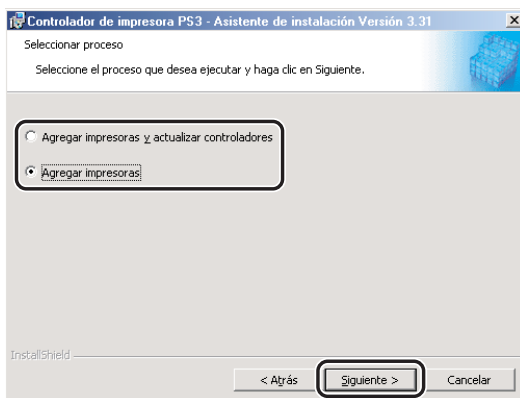 Controlador de impresora PS3 - Asistente de instalación Versión 3.31
Seleccionar proceso
Seleccione el proceso que desea ejecutar y haga clic en Siguiente.
Agregar impresoras y actualizar controladores
Agregar impresoras
InstallShield
< Atrás
Siguiente >
Cancelar